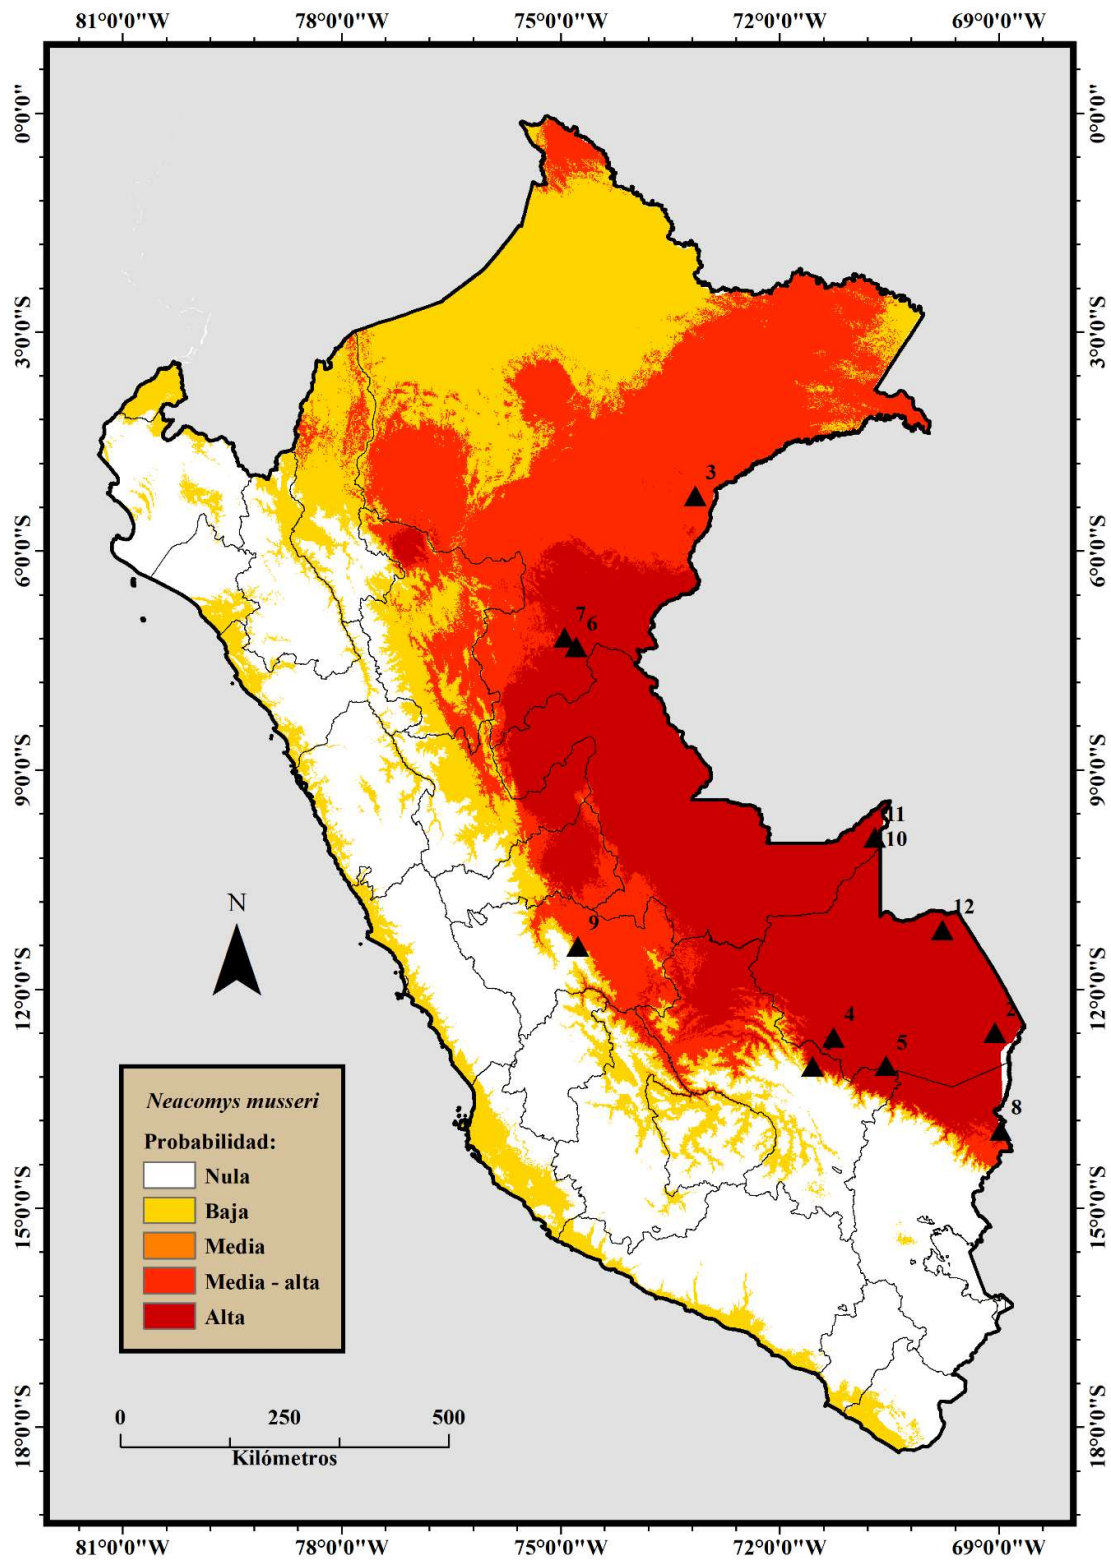 81°0'0"W 78°0'0"W 75°0'0"W 72°0'0"W 69°0'0"W
0°0'0" 0°0'0"
3°0'0"S 3°0'0"S
3
6°0'0"S 6°0'0"S
7 6
9°0'0"S 9°0'0"S
11
10
N
12
9
12°0'0"S 12°0'0"S
4 2
5
8
Neacomys musseri
Probabilidad:
Nula
Baja
Media
Media - alta
Alta
15°0'0"S 15°0'0"S
0 250 500
Kilómetros
18°0'0"S 18°0'0"S
81°0'0"W 78°0'0"W 75°0'0"W 72°0'0"W 69°0'0"W